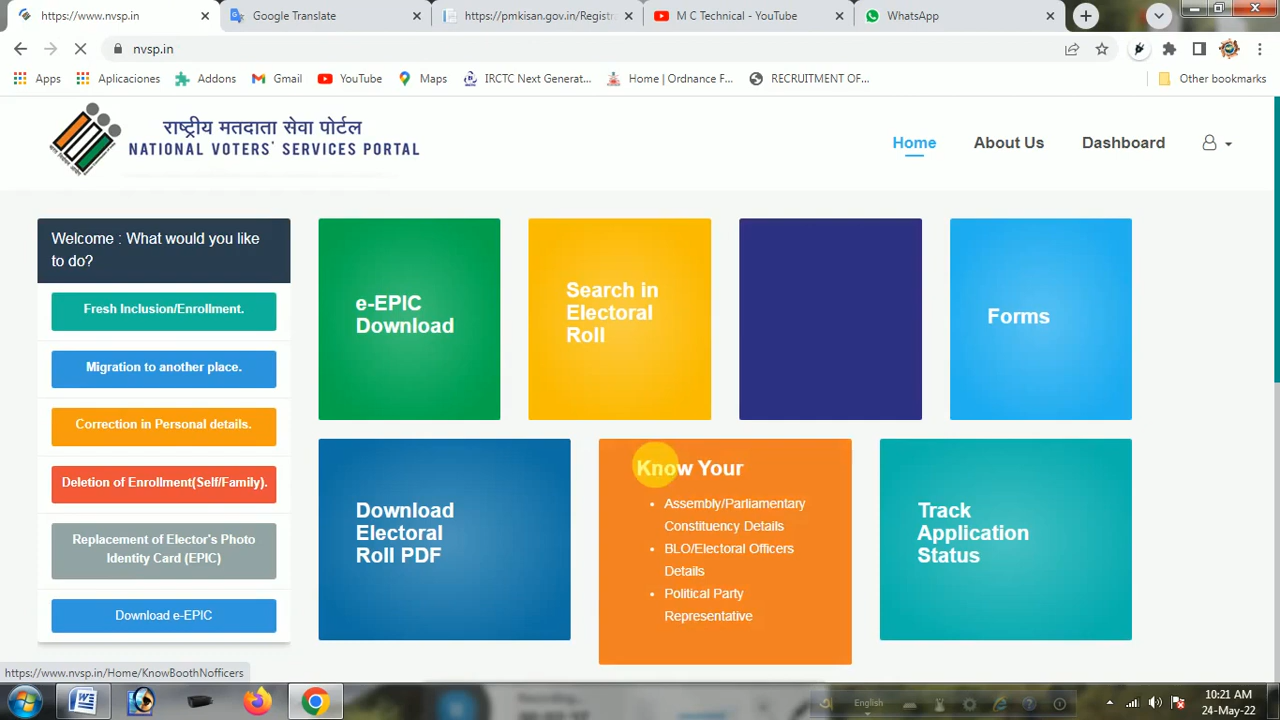 https://www.nvsp.in
Google Translate
https://pmkisan.gov.in/Registr
M C Technical - YouTube
WhatsApp
nvsp.in
Apps
Aplicaciones
Addons
Gmail
YouTube
Maps
IRCTC Next Generat...
Home | Ordnance F...
RECRUITMENT OF...
Other bookmarks
राष्ट्रीय मतदाता सेवा पोर्टल
NATIONAL VOTERS' SERVICES PORTAL
Home
About Us
Dashboard
Welcome : What would you like
to do?
Fresh Inclusion/Enrollment.
Migration to another place.
Correction in Personal details.
Deletion of Enrollment(Self/Family).
Replacement of Elector's Photo
Identity Card (EPIC)
Download e-EPIC
e-EPIC
Download
Search in
Electoral
Roll
Forms
Download
Electoral
Roll PDF
Know Your
Assembly/Parliamentary
Constituency Details
BLO/Electoral Officers
Details
Political Party
Representative
Track
Application
Status
https://www.nvsp.in/Home/KnowBoothNofficers
Recording...
English
10:21 AM
24-May-22